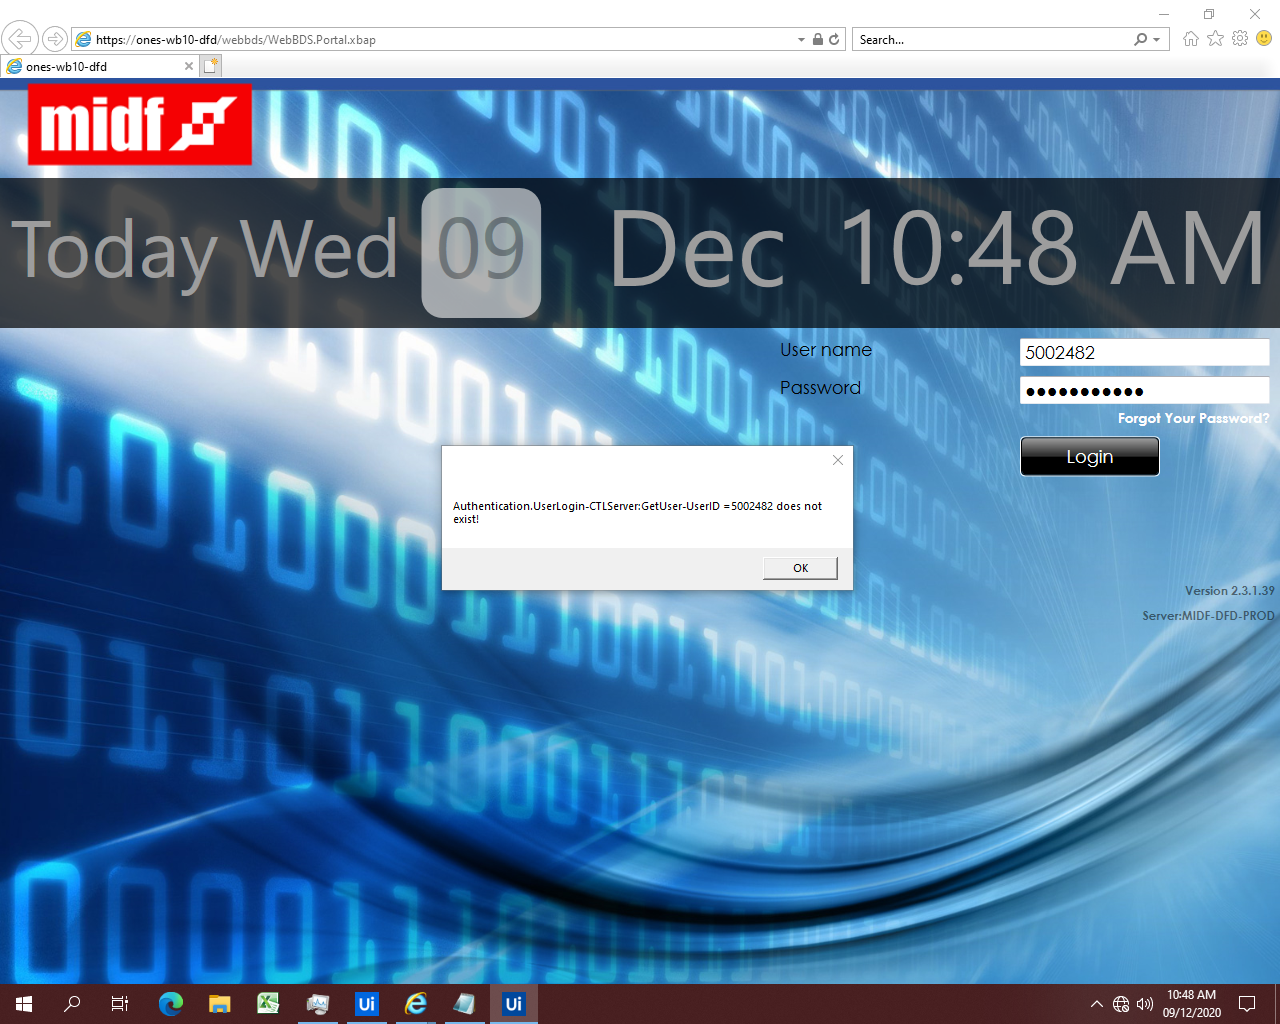 https://ones-wb10-dfd/webbds/WebBDS.Portal.xbap
Search...
ones-wb10-dfd
midf
Today Wed 09 Dec 10:48 AM
User name
5002482
Password
●●●●●●●●●●●
Forgot Your Password?
Login
Authentication.UserLogin-CTLServer:GetUser-UserID =5002482 does not
exist!
OK
Version 2.3.1.39
Server:MIDF-DFD-PROD
Ui
Ui
10:48 AM
09/12/2020